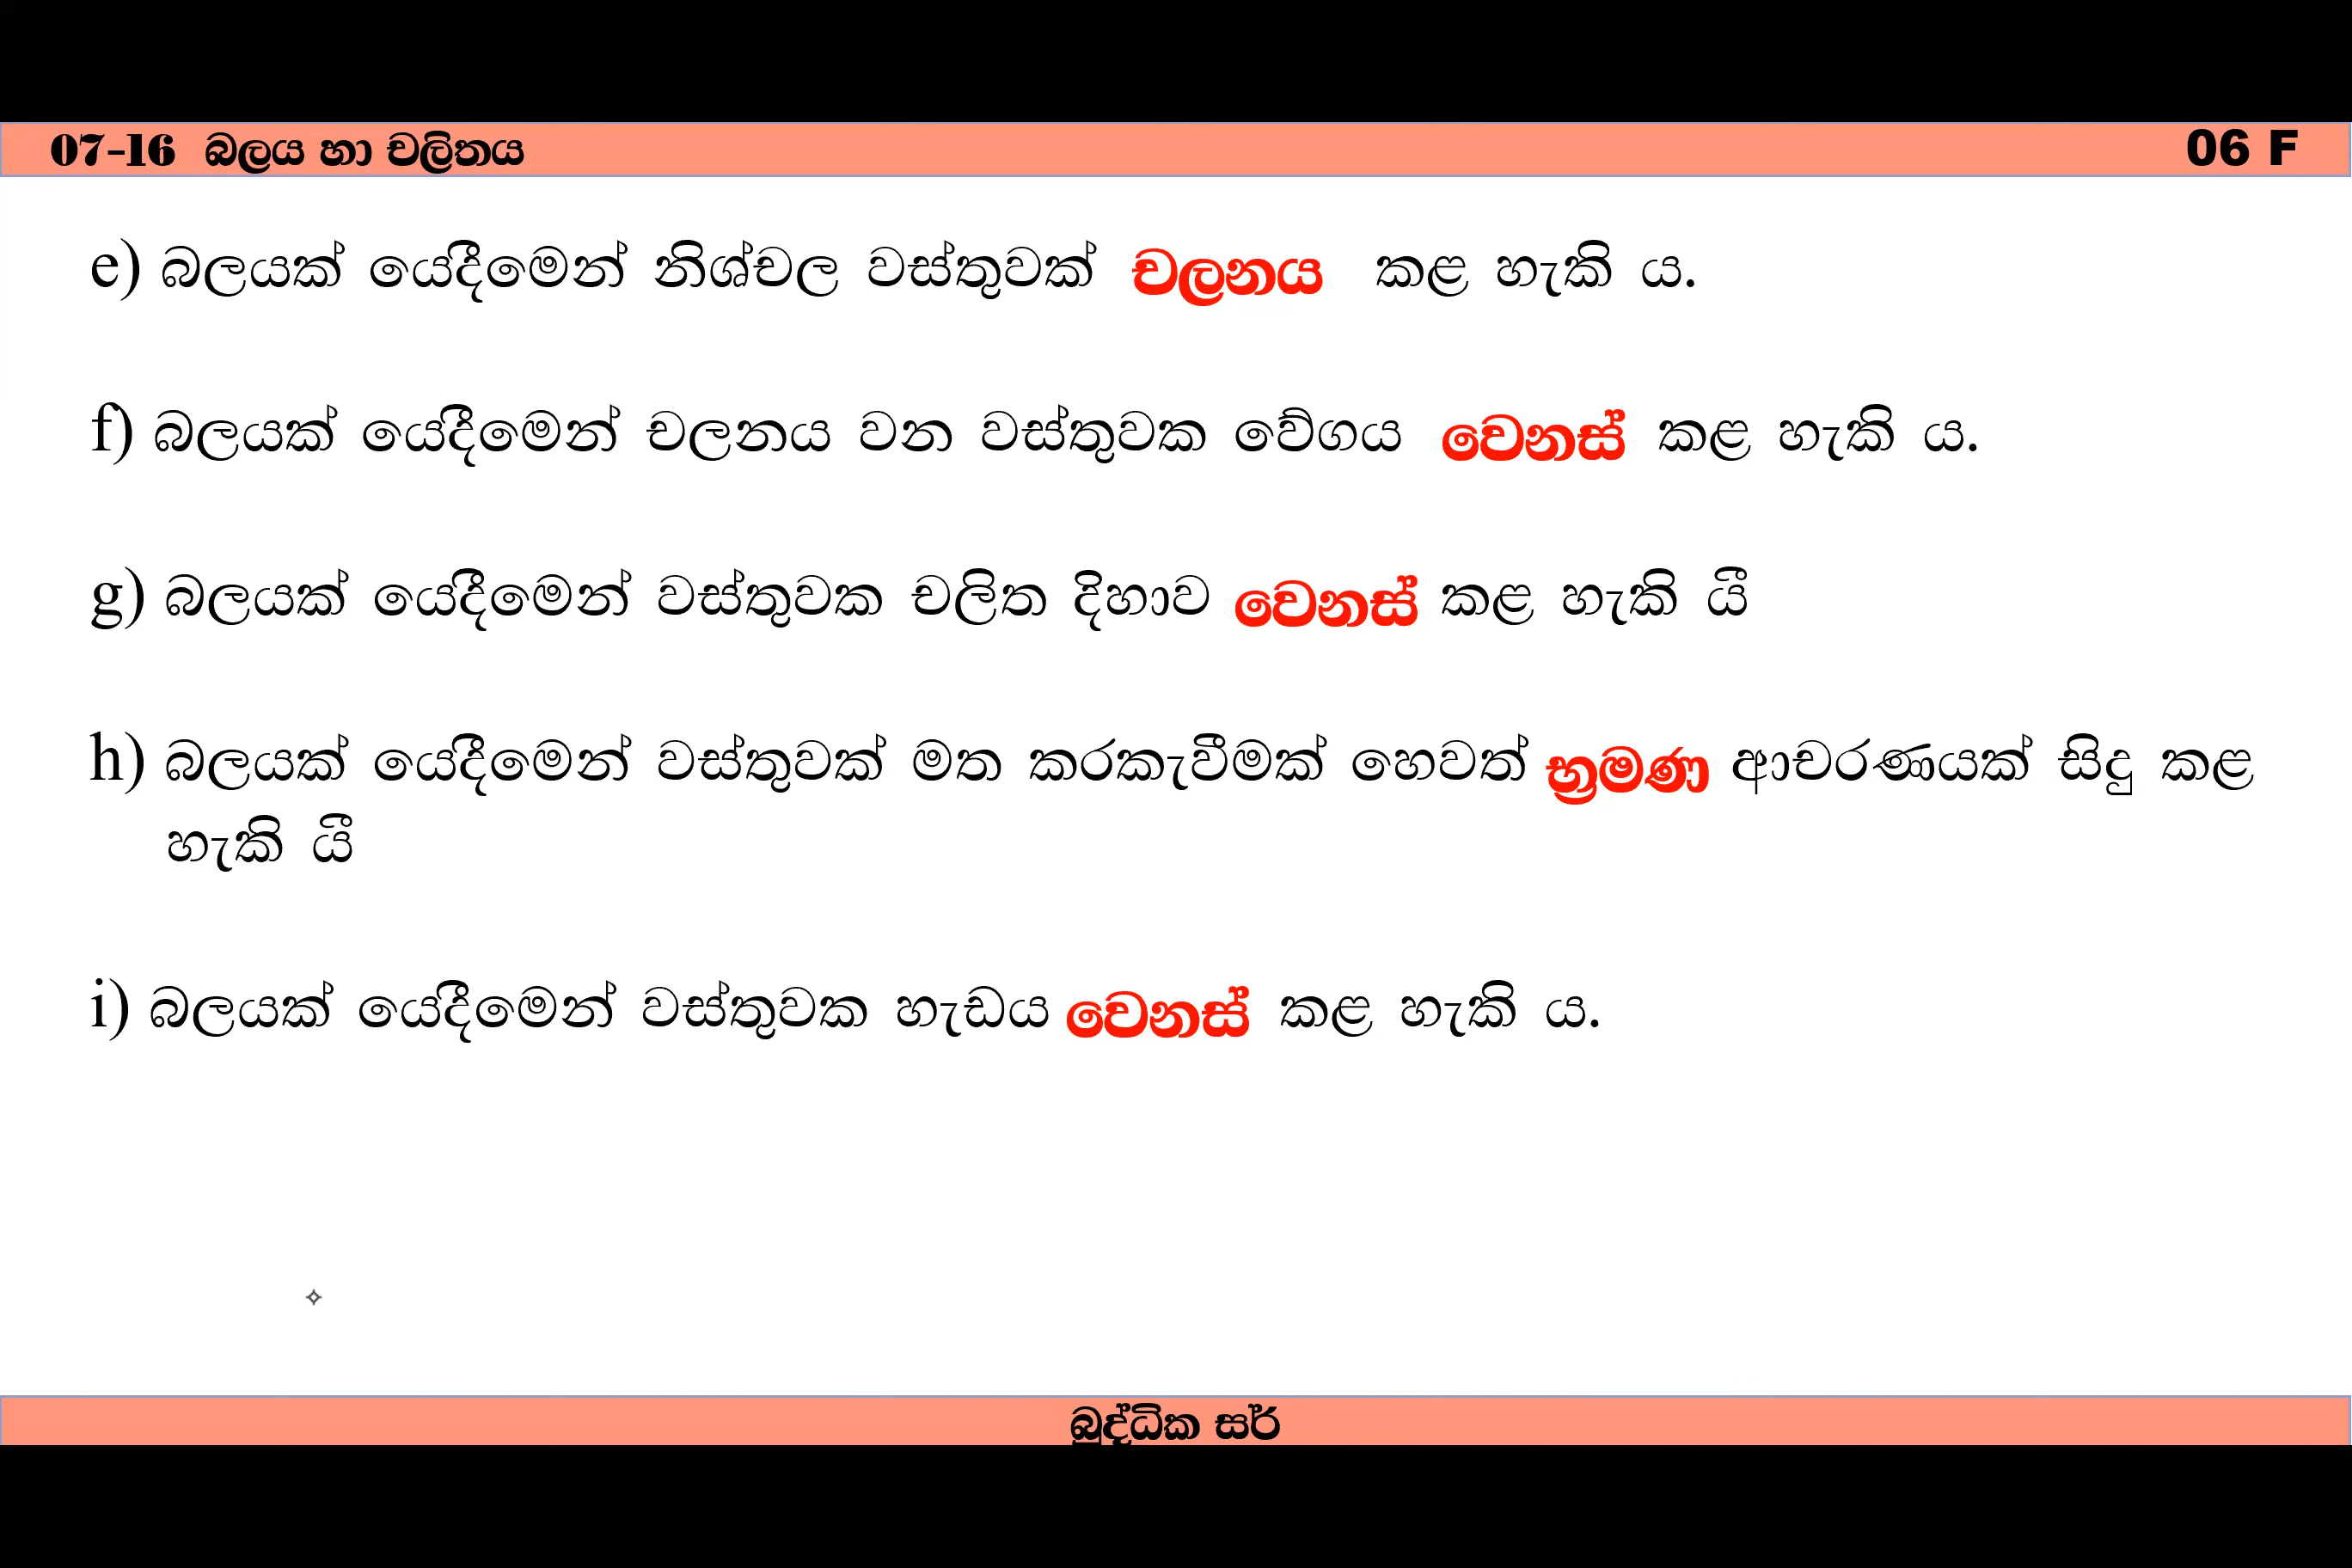 07-16 බලය හා චලිතය 06 F
e) බලයක් යෙදීමෙන් නිශ්චල වස්තුවක් චලනය කළ හැකි ය.
f) බලයක් යෙදීමෙන් චලනය වන වස්තුවක වේගය වෙනස් කළ හැකි ය.
g) බලයක් යෙදීමෙන් වස්තුවක චලිත දිහාව වෙනස් කළ හැකි යී
h) බලයක් යෙදීමෙන් වස්තුවක් මත කරකැවීමක් හෙවත් භ්‍රමණ ආචරණයක් සිදු කළ
හැකි යී
i) බලයක් යෙදීමෙන් වස්තුවක හැඩය වෙනස් කළ හැකි ය.
බුද්ධික සර්